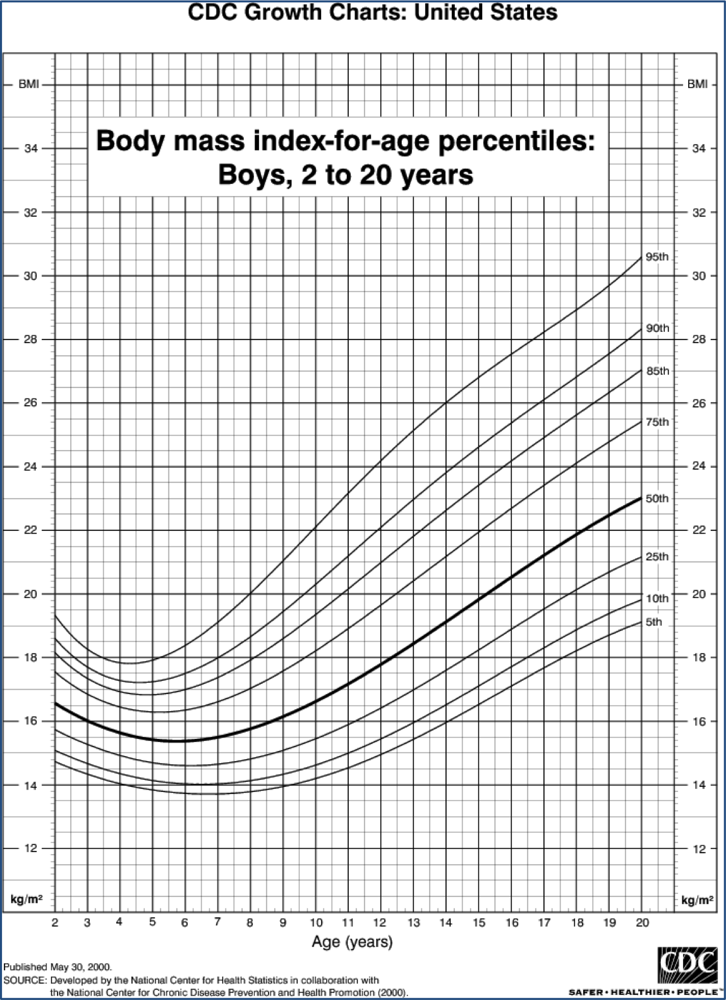 CDC Growth Charts: United States
BMI
BMI
Body mass index-for-age percentiles:
Boys, 2 to 20 years
34
34
32
32
95th
30
30
90th
28
28
85th
26
26
75th
24
24
50th
22
22
25th
20
10th
20
5th
18
18
16
16
14
14
12
12
kg/m²
kg/m²
2 3 4 5 6 7 8 9 10 11 12 13 14 15 16 17 18 19 20
Age (years)
Published May 30, 2000.
SOURCE: Developed by the National Center for Health Statistics in collaboration with
the National Center for Chronic Disease Prevention and Health Promotion (2000).
CDC
SAFER • HEALTHIER • PEOPLE™